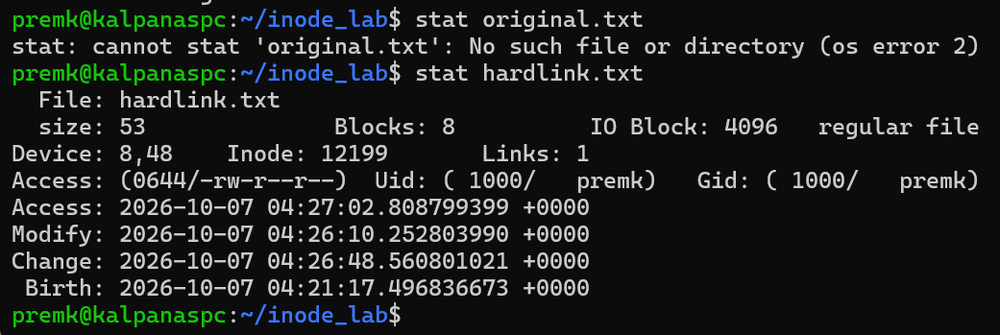 premk@kalpanaspc:~/inode_lab$ stat original.txt
stat: cannot stat 'original.txt': No such file or directory (os error 2)
premk@kalpanaspc:~/inode_lab$ stat hardlink.txt
  File: hardlink.txt
  size: 53              Blocks: 8          IO Block: 4096   regular file
Device: 8,48    Inode: 12199       Links: 1
Access: (0644/-rw-r--r--)  Uid: ( 1000/   premk)   Gid: ( 1000/   premk)
Access: 2026-10-07 04:27:02.808799399 +0000
Modify: 2026-10-07 04:26:10.252803990 +0000
Change: 2026-10-07 04:26:48.560801021 +0000
 Birth: 2026-10-07 04:21:17.496836673 +0000
premk@kalpanaspc:~/inode_lab$